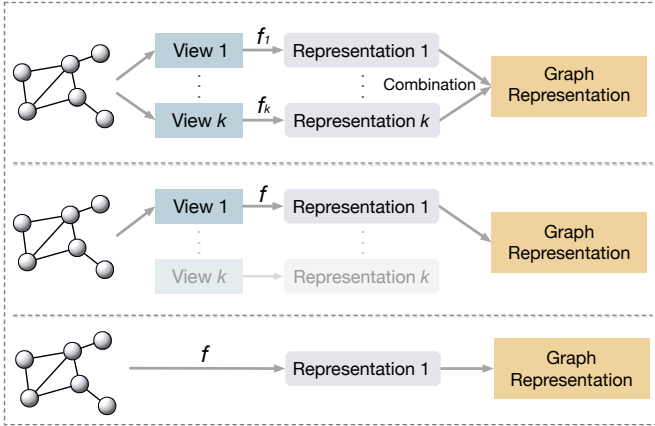 View 1 f₁ Representation 1
Combination
Graph
Representation
View k fₖ Representation k
View 1 f Representation 1
Graph
Representation
View k Representation k
f Representation 1
Graph
Representation